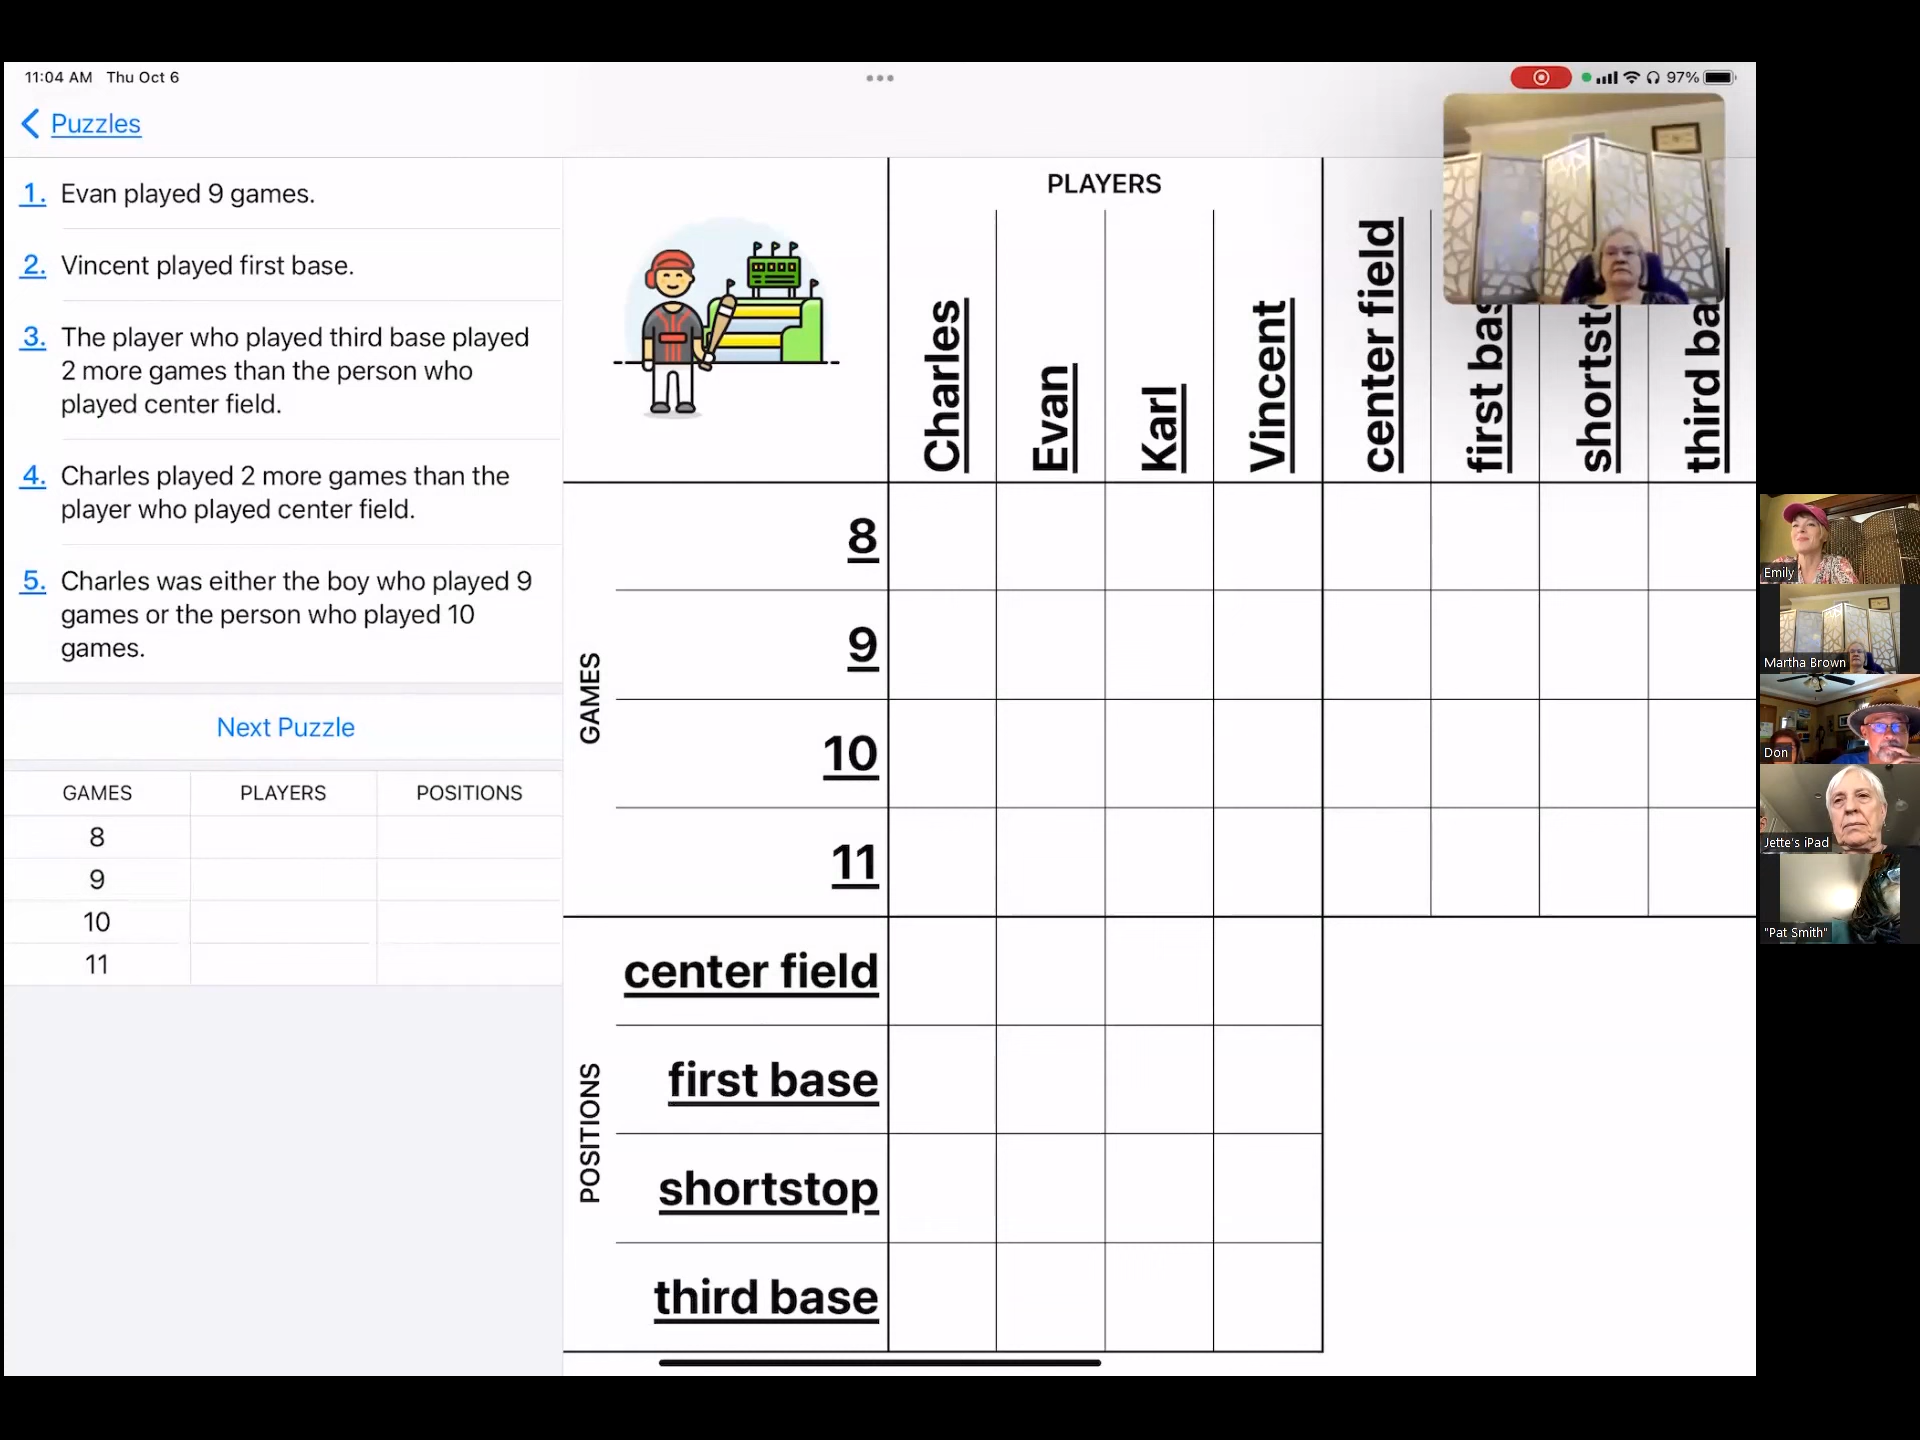 11:04 AM Thu Oct 6
97%
Puzzles
1. Evan played 9 games.
2. Vincent played first base.
3. The player who played third base played
2 more games than the person who
played center field.
4. Charles played 2 more games than the
player who played center field.
5. Charles was either the boy who played 9
games or the person who played 10
games.
Next Puzzle
GAMES PLAYERS POSITIONS
8
9
10
11
PLAYERS
Charles
Evan
Karl
Vincent
center field
first bas
shortst
third ba
GAMES
8
9
10
11
POSITIONS
center field
first base
shortstop
third base
Emily
Martha Brown
Don
Jette's iPad
"Pat Smith"